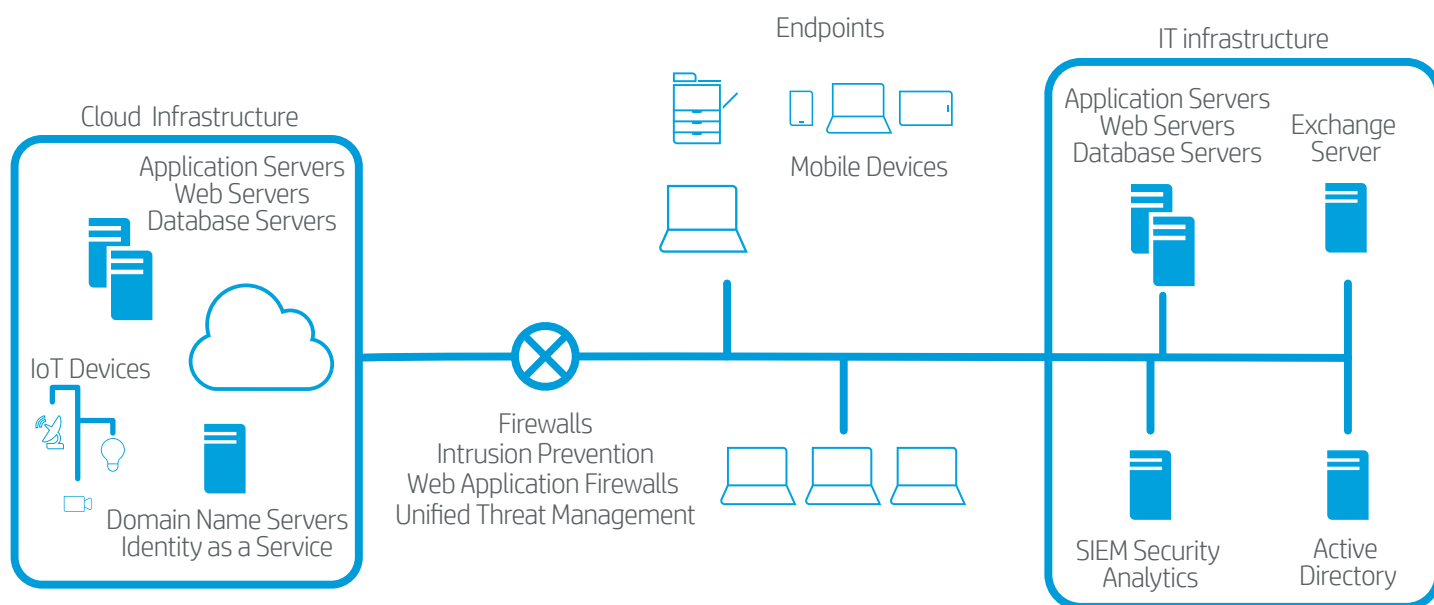 Cloud Infrastructure
Application Servers
Web Servers
Database Servers
IoT Devices
Domain Name Servers
Identity as a Service
Firewalls
Intrusion Prevention
Web Application Firewalls
Unified Threat Management
Endpoints
Mobile Devices
IT infrastructure
Application Servers
Web Servers
Database Servers
Exchange
Server
SIEM Security
Analytics
Active
Directory